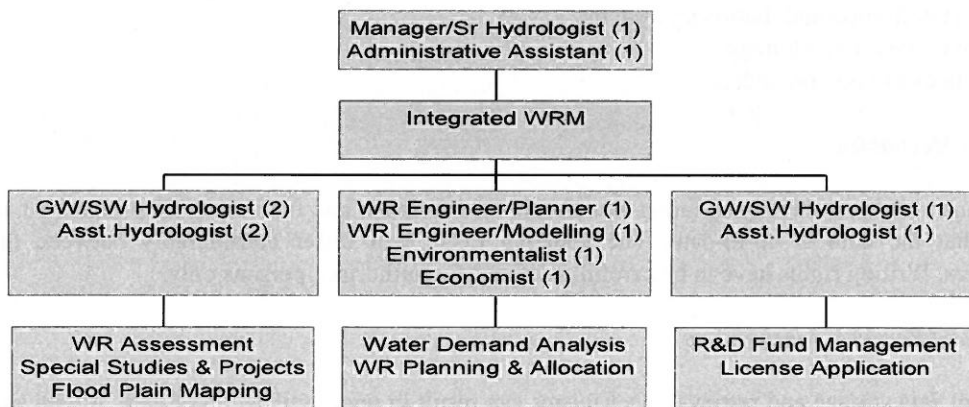 Manager/Sr Hydrologist (1)
Administrative Assistant (1)
Integrated WRM
GW/SW Hydrologist (2)
Asst.Hydrologist (2)
WR Engineer/Planner (1)
WR Engineer/Modelling (1)
Environmentalist (1)
Economist (1)
GW/SW Hydrologist (1)
Asst.Hydrologist (1)
WR Assessment
Special Studies & Projects
Flood Plain Mapping
Water Demand Analysis
WR Planning & Allocation
R&D Fund Management
License Application